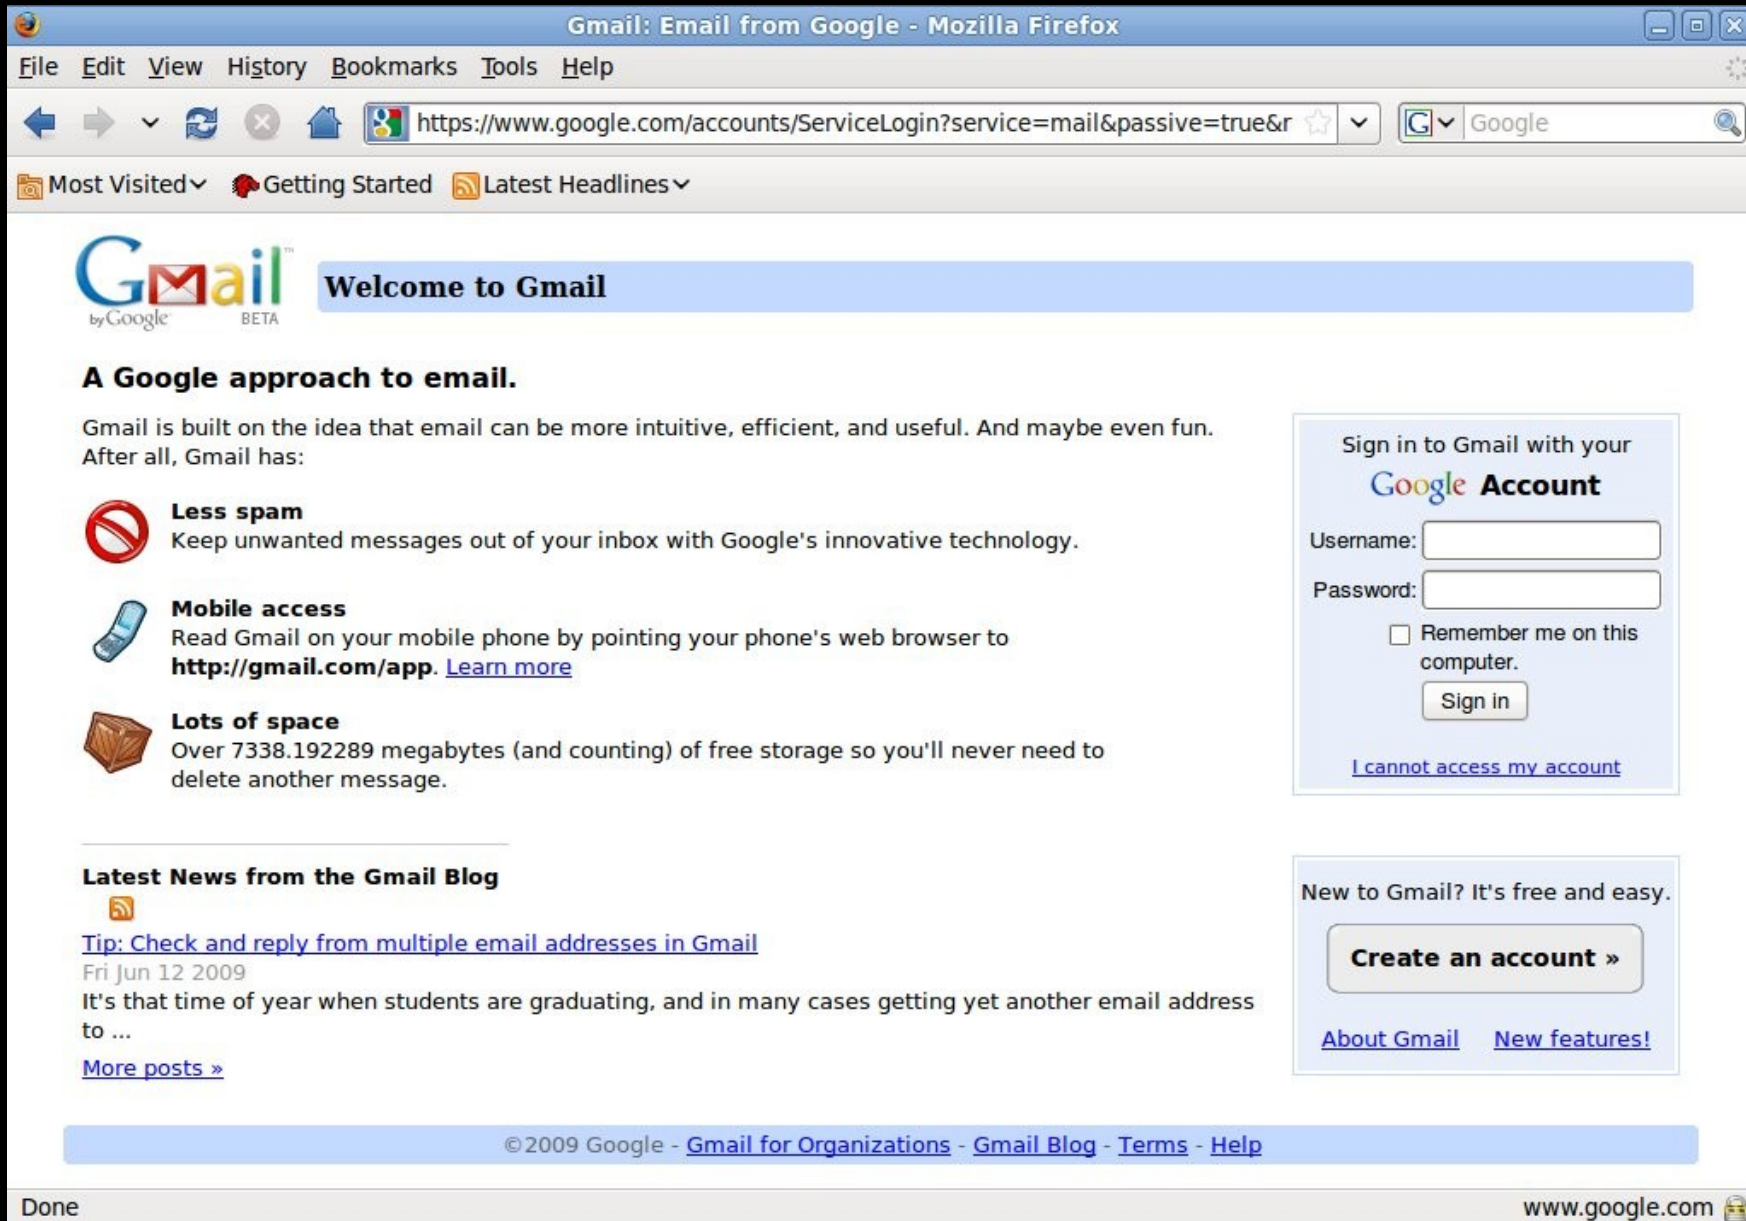 Gmail: Email from Google - Mozilla Firefox
File Edit View History Bookmarks Tools Help
https://www.google.com/accounts/ServiceLogin?service=mail&passive=true&r
G Google
Most Visited Getting Started Latest Headlines
Gmail™
by Google BETA
Welcome to Gmail
A Google approach to email.
Gmail is built on the idea that email can be more intuitive, efficient, and useful. And maybe even fun.
After all, Gmail has:
Less spam
Keep unwanted messages out of your inbox with Google's innovative technology.
Mobile access
Read Gmail on your mobile phone by pointing your phone's web browser to
http://gmail.com/app. Learn more
Lots of space
Over 7338.192289 megabytes (and counting) of free storage so you'll never need to
delete another message.
Latest News from the Gmail Blog
Tip: Check and reply from multiple email addresses in Gmail
Fri Jun 12 2009
It's that time of year when students are graduating, and in many cases getting yet another email address
to ...
More posts »
Sign in to Gmail with your
Google Account
Username:
Password:
Remember me on this
computer.
Sign in
I cannot access my account
New to Gmail? It's free and easy.
Create an account »
About Gmail New features!
©2009 Google - Gmail for Organizations - Gmail Blog - Terms - Help
Done www.google.com